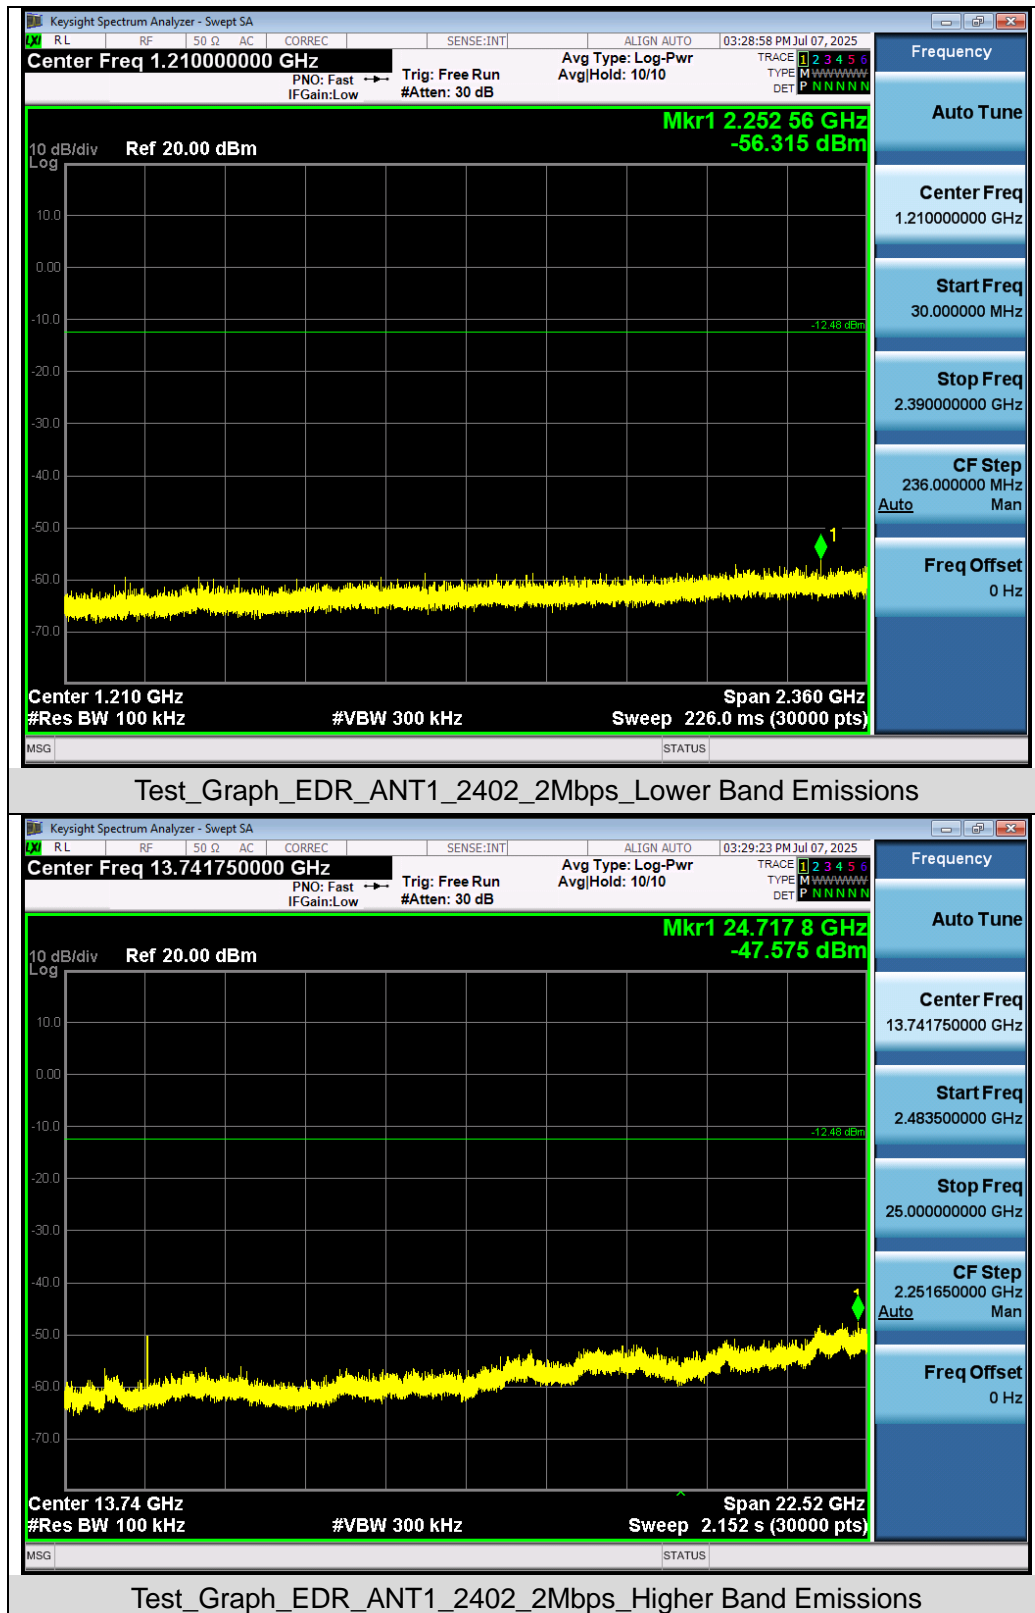 Keysight Spectrum Analyzer - Swept SA
LXI RL RF 50 Ω AC CORREC SENSE:INT ALIGN AUTO 03:28:58 PM Jul 07, 2025
Center Freq 1.210000000 GHz
PNO: Fast
IFGain:Low
Trig: Free Run
#Atten: 30 dB
Avg Type: Log-Pwr
Avg|Hold: 10/10
TRACE 1 2 3 4 5 6
TYPE M WWWWW
DET P N N N N N
Mkr1 2.252 56 GHz
-56.315 dBm
10 dB/div Ref 20.00 dBm
Log
10.0
0.00
-10.0
-12.48 dBm
-20.0
-30.0
-40.0
-50.0
1
-60.0
-70.0
Center 1.210 GHz Span 2.360 GHz
#Res BW 100 kHz #VBW 300 kHz Sweep 226.0 ms (30000 pts)
MSG STATUS
Frequency
Auto Tune
Center Freq
1.210000000 GHz
Start Freq
30.000000 MHz
Stop Freq
2.390000000 GHz
CF Step
236.000000 MHz
Auto Man
Freq Offset
0 Hz
Test_Graph_EDR_ANT1_2402_2Mbps_Lower Band Emissions
Keysight Spectrum Analyzer - Swept SA
LXI RL RF 50 Ω AC CORREC SENSE:INT ALIGN AUTO 03:29:23 PM Jul 07, 2025
Center Freq 13.741750000 GHz
PNO: Fast
IFGain:Low
Trig: Free Run
#Atten: 30 dB
Avg Type: Log-Pwr
Avg|Hold: 10/10
TRACE 1 2 3 4 5 6
TYPE M WWWWW
DET P N N N N N
Mkr1 24.717 8 GHz
-47.575 dBm
10 dB/div Ref 20.00 dBm
Log
10.0
0.00
-10.0
-12.48 dBm
-20.0
-30.0
-40.0
1
-50.0
-60.0
-70.0
Center 13.74 GHz Span 22.52 GHz
#Res BW 100 kHz #VBW 300 kHz Sweep 2.152 s (30000 pts)
MSG STATUS
Frequency
Auto Tune
Center Freq
13.741750000 GHz
Start Freq
2.483500000 GHz
Stop Freq
25.000000000 GHz
CF Step
2.251650000 GHz
Auto Man
Freq Offset
0 Hz
Test_Graph_EDR_ANT1_2402_2Mbps_Higher Band Emissions